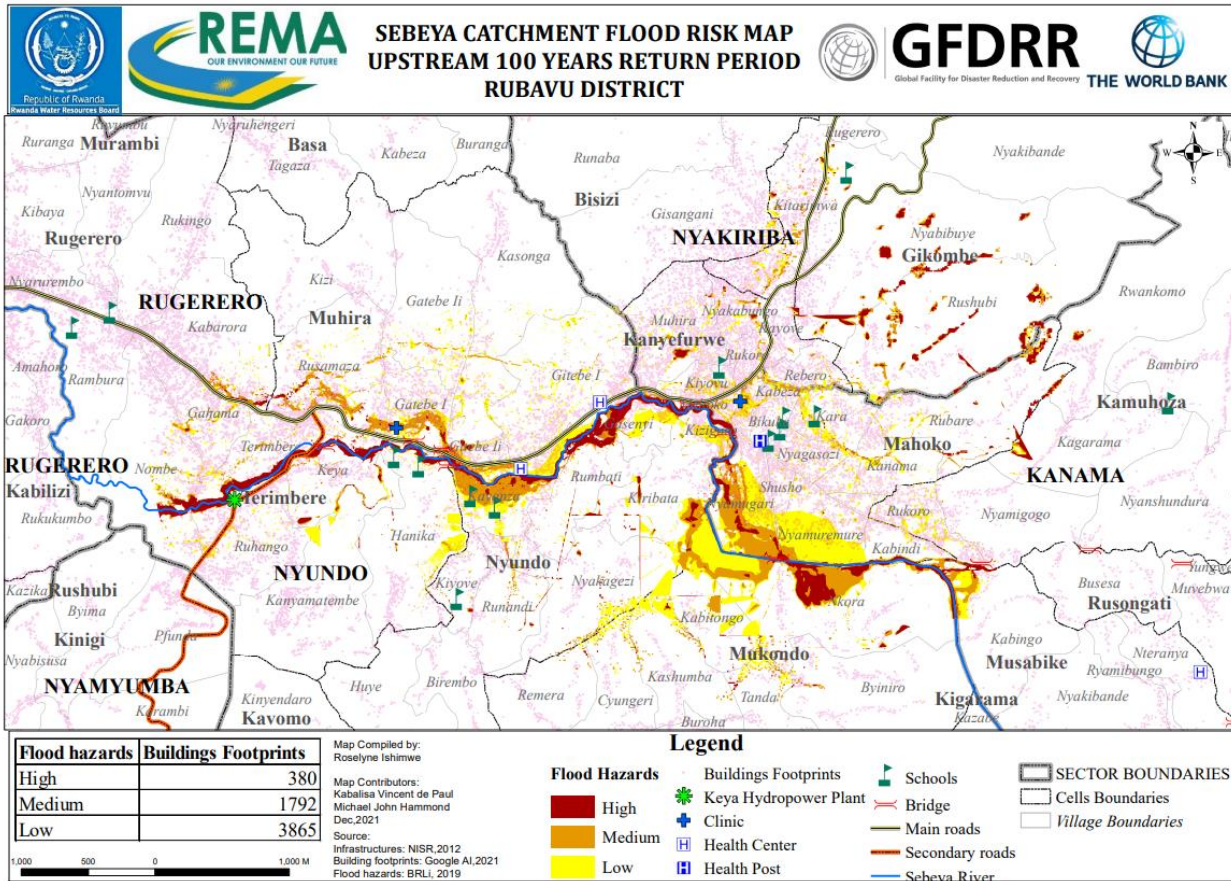 Republic of Rwanda
Rwanda Water Resources Board
REMA
OUR ENVIRONMENT OUR FUTURE
SEBEYA CATCHMENT FLOOD RISK MAP
UPSTREAM 100 YEARS RETURN PERIOD
RUBAVU DISTRICT
GFDRR
Global Facility for Disaster Reduction and Recovery
THE WORLD BANK
N
W E
S
Nyaruhengeri
Rugerero
Ruranga
Murambi
Basa
Tagaza
Kabeza
Buranga
Runaba
Nyakibande
Nyantomvu
Bisizi
Kibaya
Rukingo
Gisangani
Rugerero
NYAKIRIBA
Nyabibuye
Gikombe
Kasonga
Nyarurembo
Kizi
Rwankomo
RUGERERO
Gatebe Ii
Rushubi
Kabarora
Muhira
Muhira
Nyakabungo
Kayove
Kanyefurwe
Amahoro
Rukoro
Rusamaza
Rebero
Bambiro
Rambura
Gitebe I
Kiyovu
Kabeza
Gakoro
Gahama
Gatebe I
Kara
Kamuhoza
Rubare
Terimbere
Nyagasozi
Mahoko
Kagarama
RUGERERO
Nombe
Keya
Rumbati
Kanama
KANAMA
Kabilizi
Terimbere
Kiribata
Shusho
Nyamugari
Nyanshundura
Rukukumbo
Rukoro
Nyamigogo
Ruhango
Hanika
Nyamuremure
Kabindi
Nyundo
NYUNDO
Nyakagezi
Busesa
Kazika
Rushubi
Kiyove
Muvebwa
Byima
Kanyamatembe
Runandi
Nkora
Rusongati
Kinigi
Pfunda
Kabitongo
Kabingo
Nyabisusa
Mukondo
Musabike
Nteranya
NYAMYUMBA
Kashumba
Ryamibungo
Huye
Birembo
Byiniro
Kinyendaro
Remera
Cyungeri
Tanda
Kigarama
Nyakibande
Karambi
Kavomo
Buroha
Kazabe
Flood hazards Buildings Footprints
High 380
Medium 1792
Low 3865
1,000 500 0 1,000 M
Map Compiled by:
Roselyne Ishimwe
Map Contributors:
Kabalisa Vincent de Paul
Michael John Hammond
Dec,2021
Source:
Infrastructures: NISR,2012
Building footprints: Google AI,2021
Flood hazards: BRLi, 2019
Legend
Flood Hazards
High
Medium
Low
Buildings Footprints
Keya Hydropower Plant
Clinic
H Health Center
H Health Post
Schools
Bridge
Main roads
Secondary roads
Sebeya River
SECTOR BOUNDARIES
Cells Boundaries
Village Boundaries